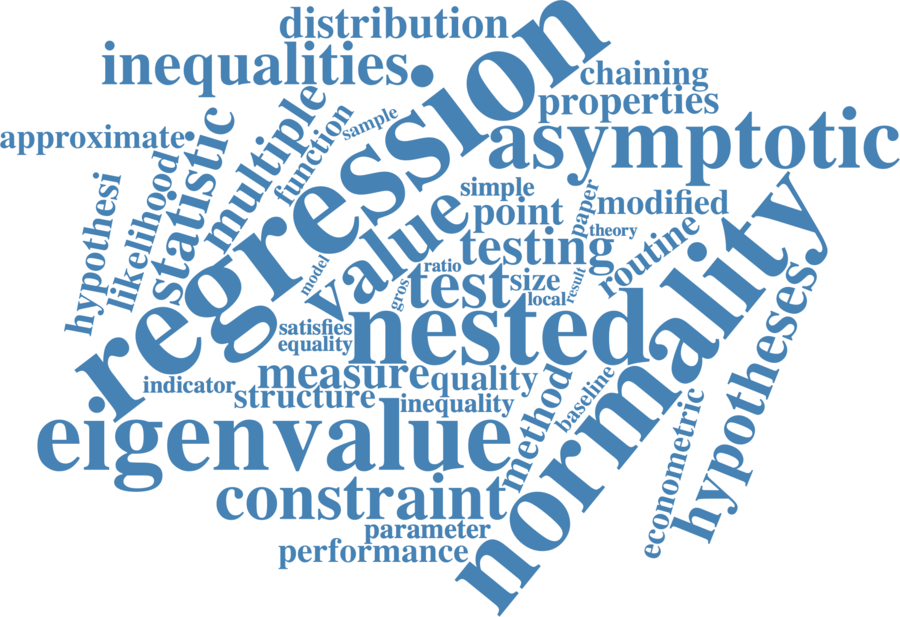 distribution
inequalities.
regression
chaining
properties
approximate
statistic
multiple
function
sample
asymptotic
hypothesi
likelihood
value
simple
point
paper
modified
theory
testing
routine
normality
model
ratio
gros
test
size
local
result
satisfies
equality
nested
hypotheses
indicator
measure
quality
structure
inequality
method
baseline
eigenvalue
econometric
constraint
parameter
performance